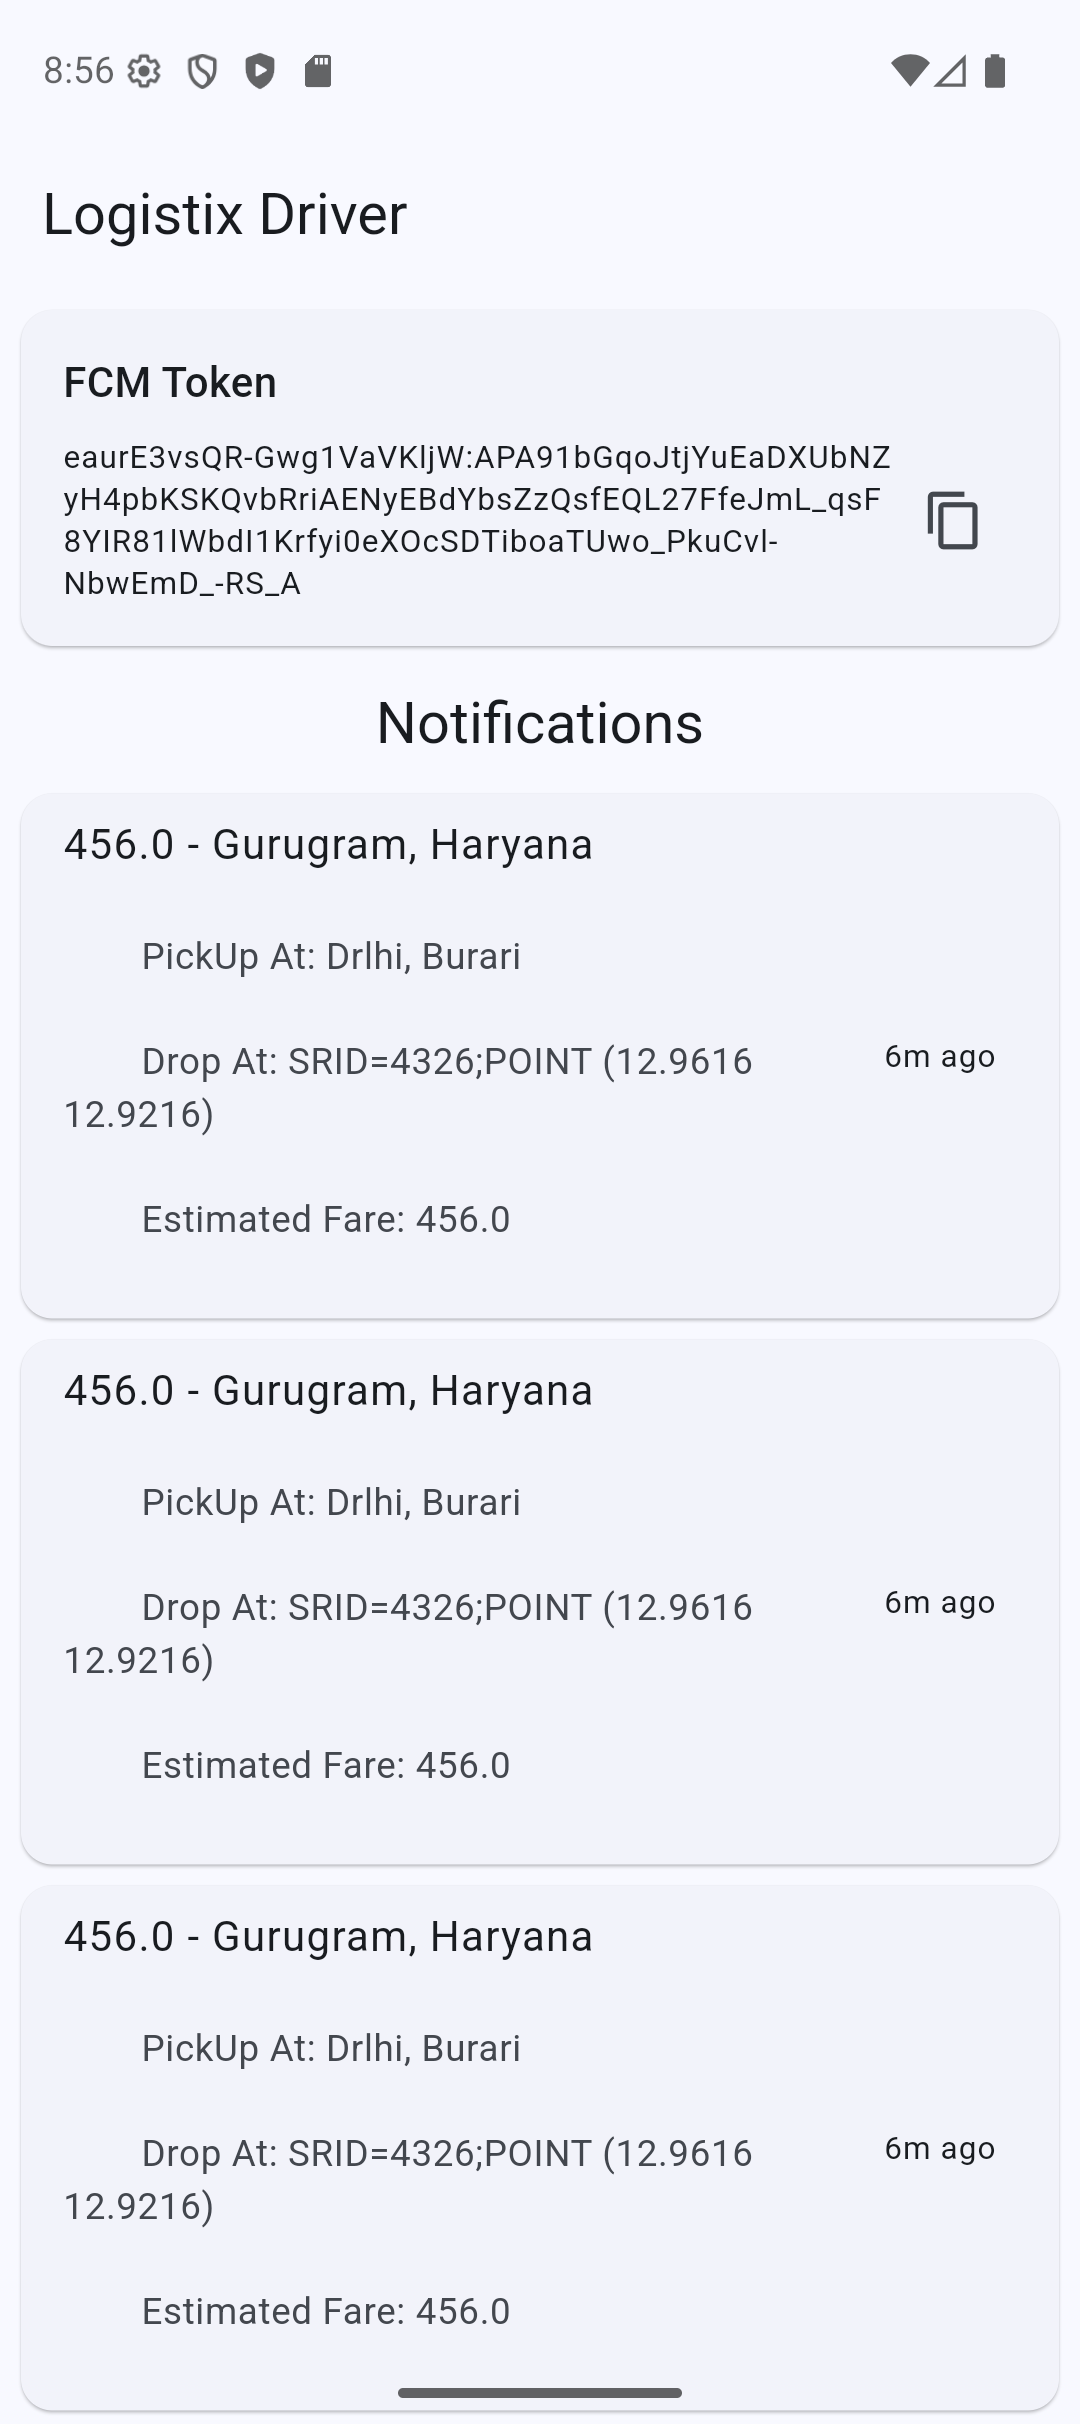 8:56
Logistix Driver
FCM Token
eaurE3vsQR-Gwg1VaVKljW:APA91bGqoJtjYuEaDXUbNZ
yH4pbKSKQvbRriAENyEBdYbsZzQsfEQL27FfeJmL_qsF
8YIR81lWbdI1Krfyi0eXOcSDTiboaTUwo_PkuCvl-
NbwEmD_-RS_A
Notifications
456.0 - Gurugram, Haryana
PickUp At: Drlhi, Burari
Drop At: SRID=4326;POINT (12.9616
12.9216)
6m ago
Estimated Fare: 456.0
456.0 - Gurugram, Haryana
PickUp At: Drlhi, Burari
Drop At: SRID=4326;POINT (12.9616
12.9216)
6m ago
Estimated Fare: 456.0
456.0 - Gurugram, Haryana
PickUp At: Drlhi, Burari
Drop At: SRID=4326;POINT (12.9616
12.9216)
6m ago
Estimated Fare: 456.0